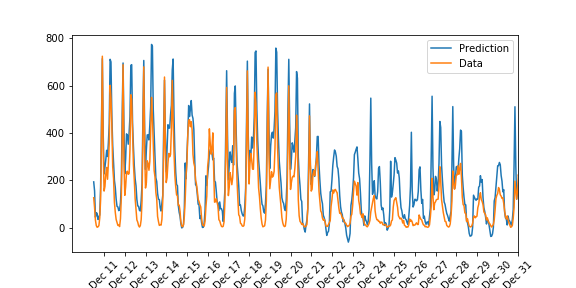 800
600
400
200
0
Prediction
Data
Dec 11
Dec 12
Dec 13
Dec 14
Dec 15
Dec 16
Dec 17
Dec 18
Dec 19
Dec 20
Dec 21
Dec 22
Dec 23
Dec 24
Dec 25
Dec 26
Dec 27
Dec 28
Dec 29
Dec 30
Dec 31